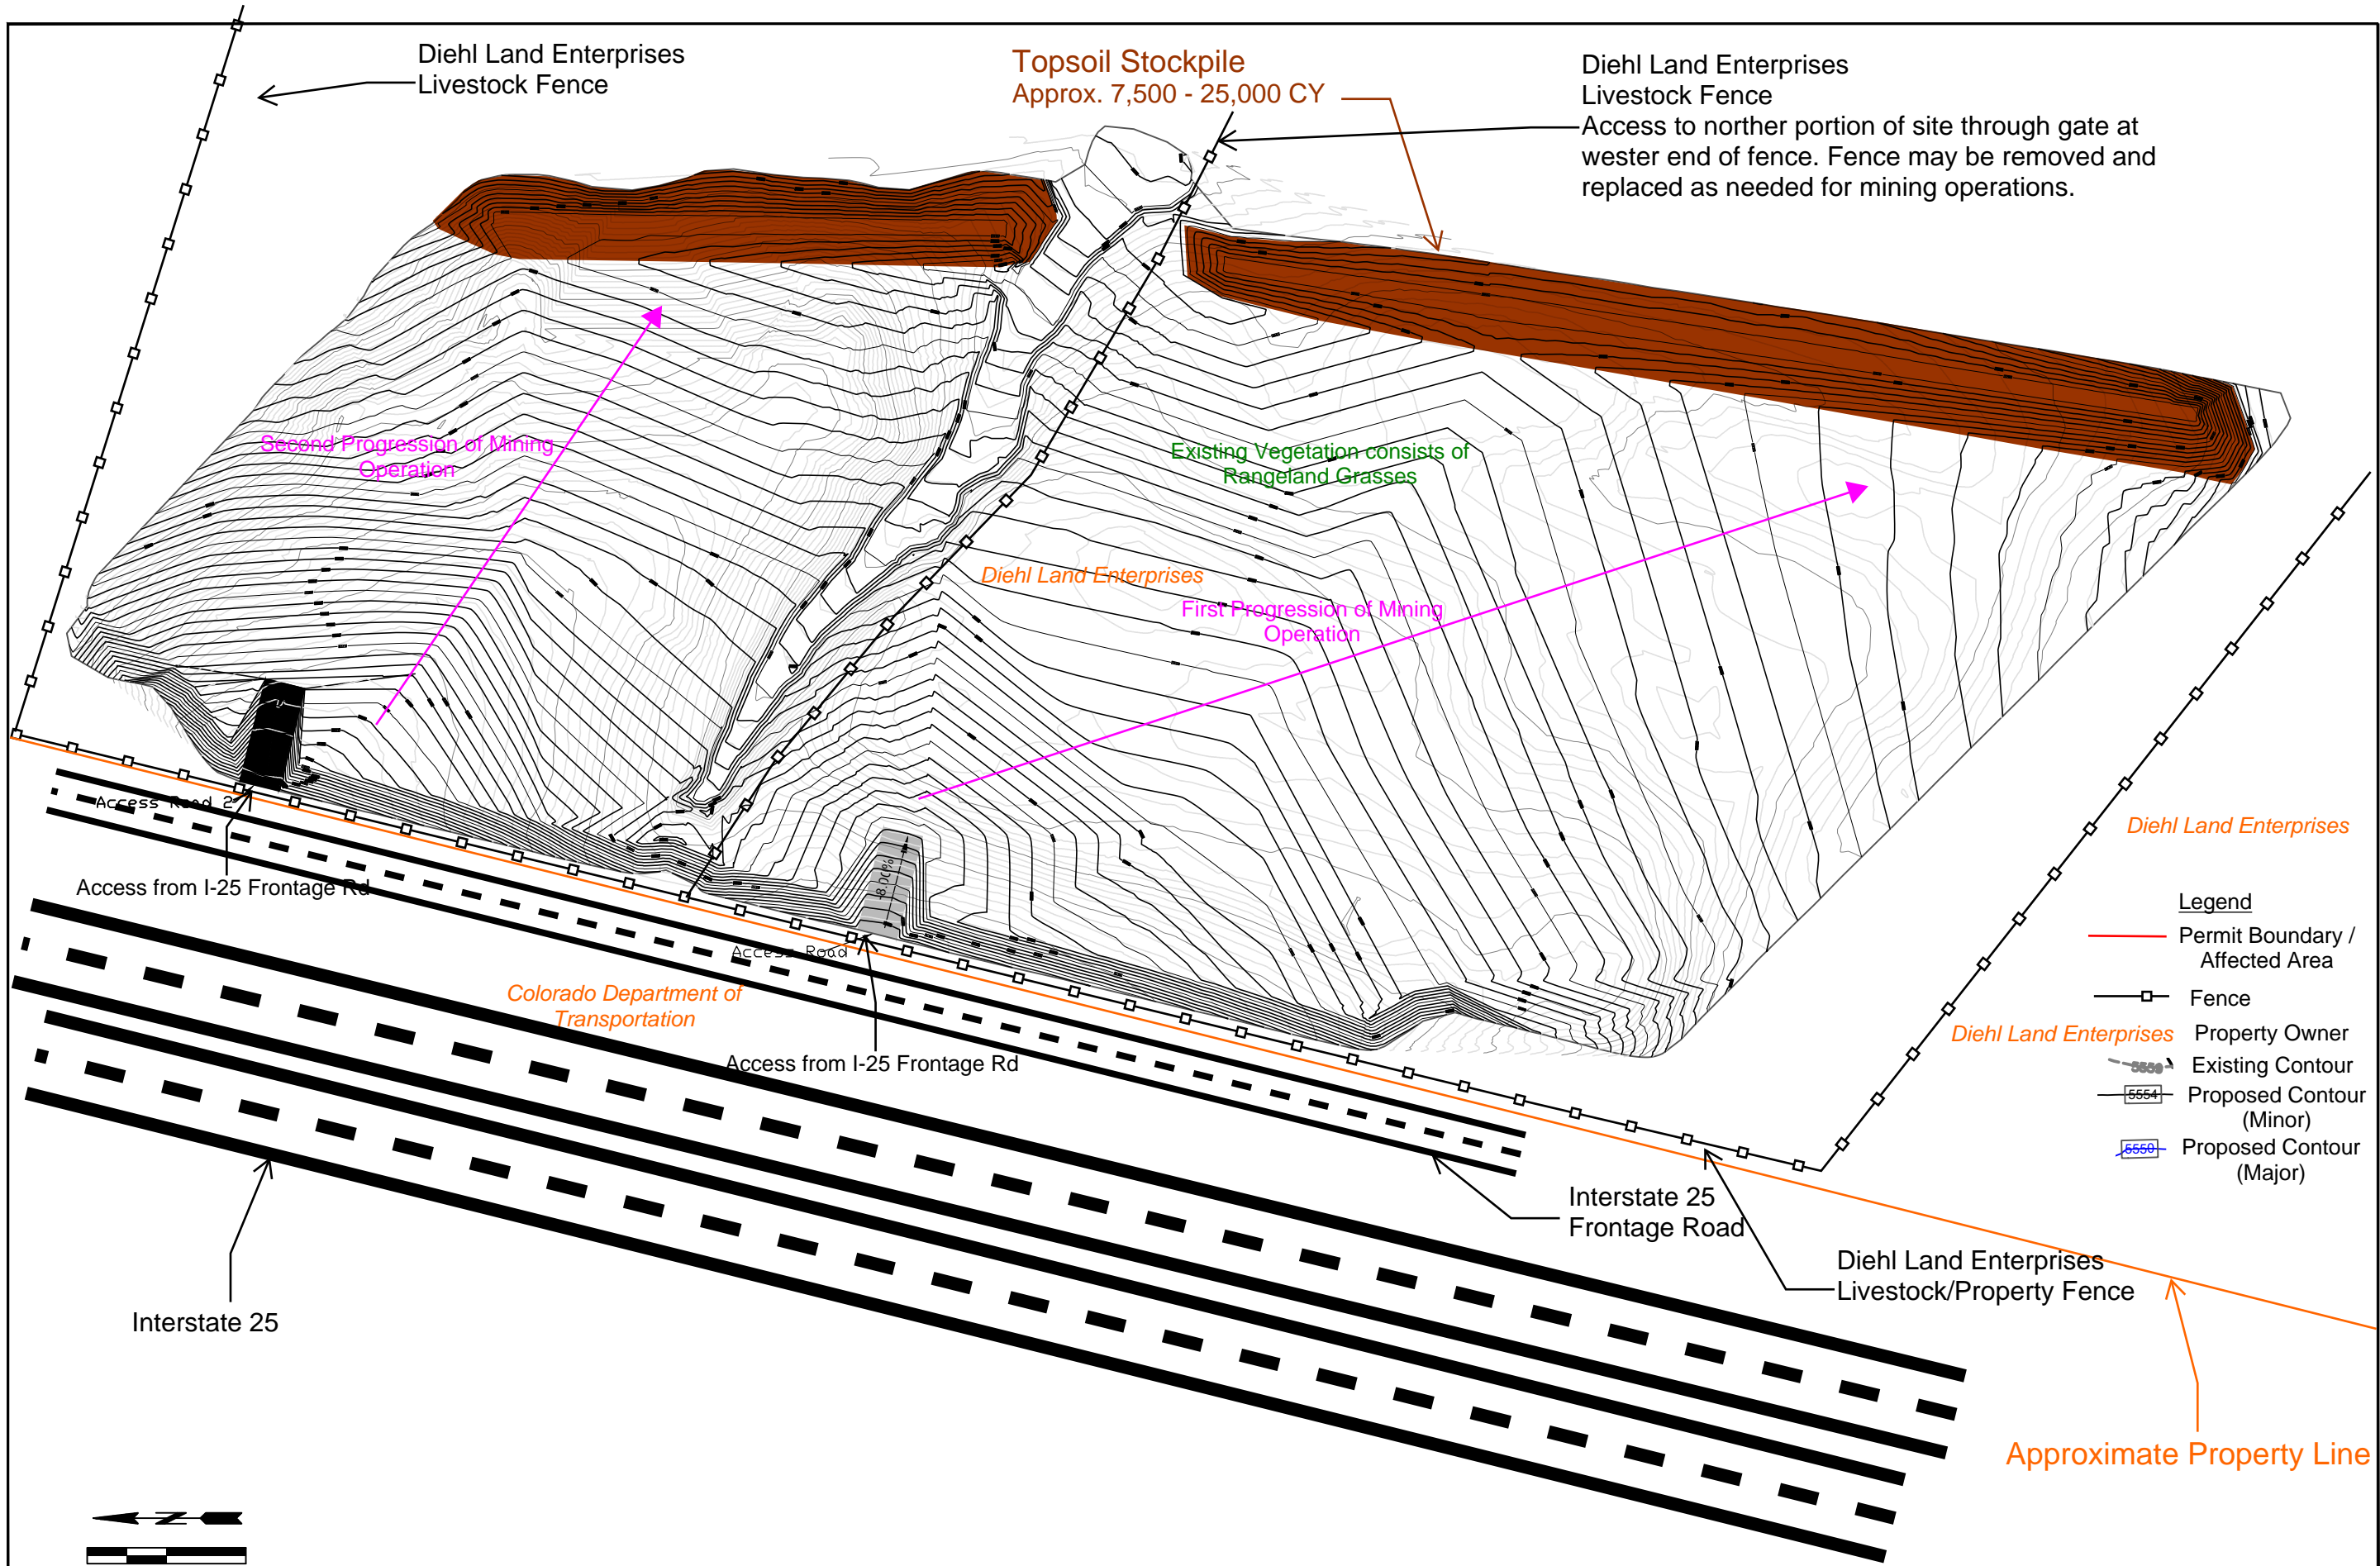 Diehl Land Enterprises
Livestock Fence
Topsoil Stockpile
Approx. 7,500 - 25,000 CY
Diehl Land Enterprises
Livestock Fence
Access to norther portion of site through gate at
wester end of fence. Fence may be removed and
replaced as needed for mining operations.
Second Progression of Mining
Operation
Existing Vegetation consists of
Rangeland Grasses
Diehl Land Enterprises
First Progression of Mining
Operation
Access Road 2
Access from I-25 Frontage Rd
8.00%
Access Road
Colorado Department of
Transportation
Access from I-25 Frontage Rd
Diehl Land Enterprises
Legend
Permit Boundary /
Affected Area
Fence
Diehl Land Enterprises Property Owner
5550 Existing Contour
5554 Proposed Contour
(Minor)
5550 Proposed Contour
(Major)
Interstate 25
Frontage Road
Diehl Land Enterprises
Livestock/Property Fence
Interstate 25
Approximate Property Line
N